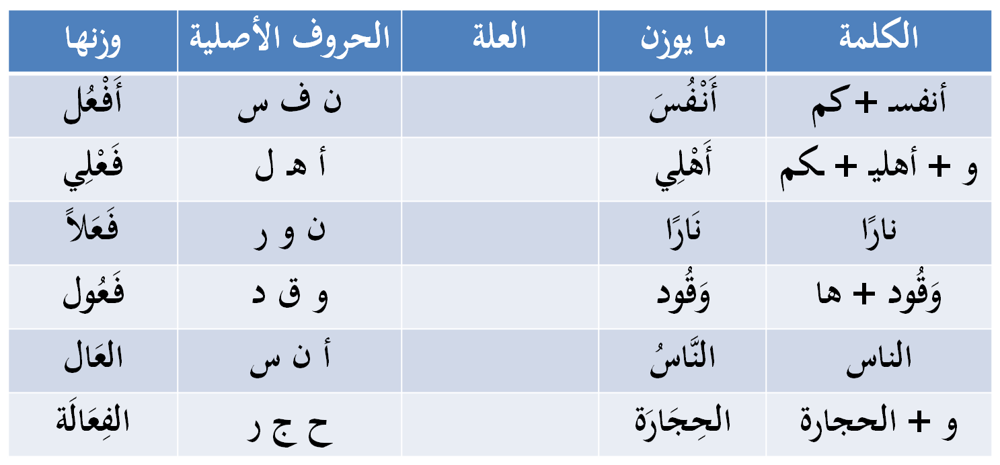 الكلمة ما يوزن العلة الحروف الأصلية وزنها
أنفسـ + كم أَنْفُسَ ن ف س أَفْعُل
و + أهليـ + ـكم أَهْلِي أ هـ ل فَعْلِي
نارًا نَارًا ن و ر فَعَلاً
وَقُود + ها وَقُود و ق د فَعُول
الناس النَّاسُ أ ن س العَال
و + الحجارة الحِجَارَة ح ج ر الفِعَالَة